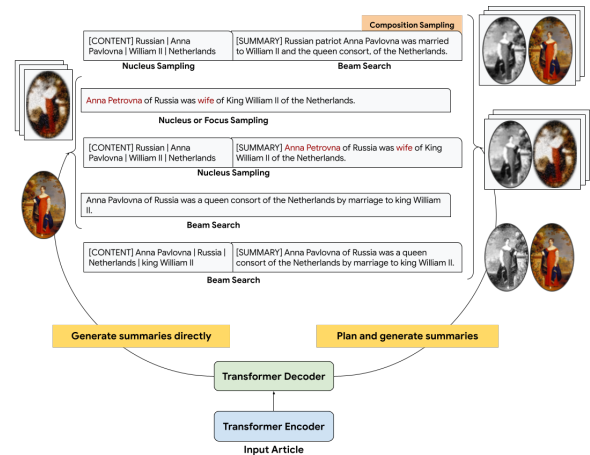 Composition Sampling
[CONTENT] Russian | Anna
Pavlovna | William II | Netherlands
[SUMMARY] Russian patriot Anna Pavlovna was married
to William II and the queen consort, of the Netherlands.
Nucleus Sampling
Beam Search
Anna Petrovna of Russia was wife of King William II of the Netherlands.
Nucleus or Focus Sampling
[CONTENT] Russian | Anna
Pavlovna | William II | Netherlands
[SUMMARY] Anna Petrovna of Russia was wife of King
William II of the Netherlands.
Nucleus Sampling
Anna Pavlovna of Russia was a queen consort of the Netherlands by marriage to king William
II.
Beam Search
[CONTENT] Anna Pavlovna | Russia |
Netherlands | king William II
[SUMMARY] Anna Pavlovna of Russia was a queen
consort of the Netherlands by marriage to king William II.
Beam Search
Generate summaries directly
Plan and generate summaries
Transformer Decoder
Transformer Encoder
Input Article